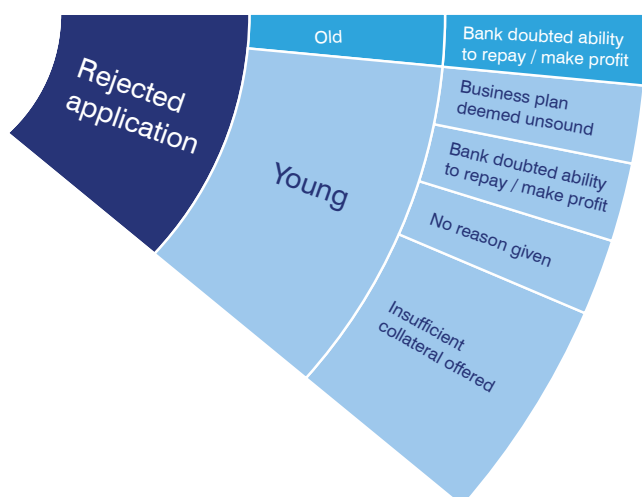 Rejected
application
Old
Bank doubted ability
to repay / make profit
Young
Business plan
deemed unsound
Bank doubted ability
to repay / make profit
No reason given
Insufficient
collateral offered